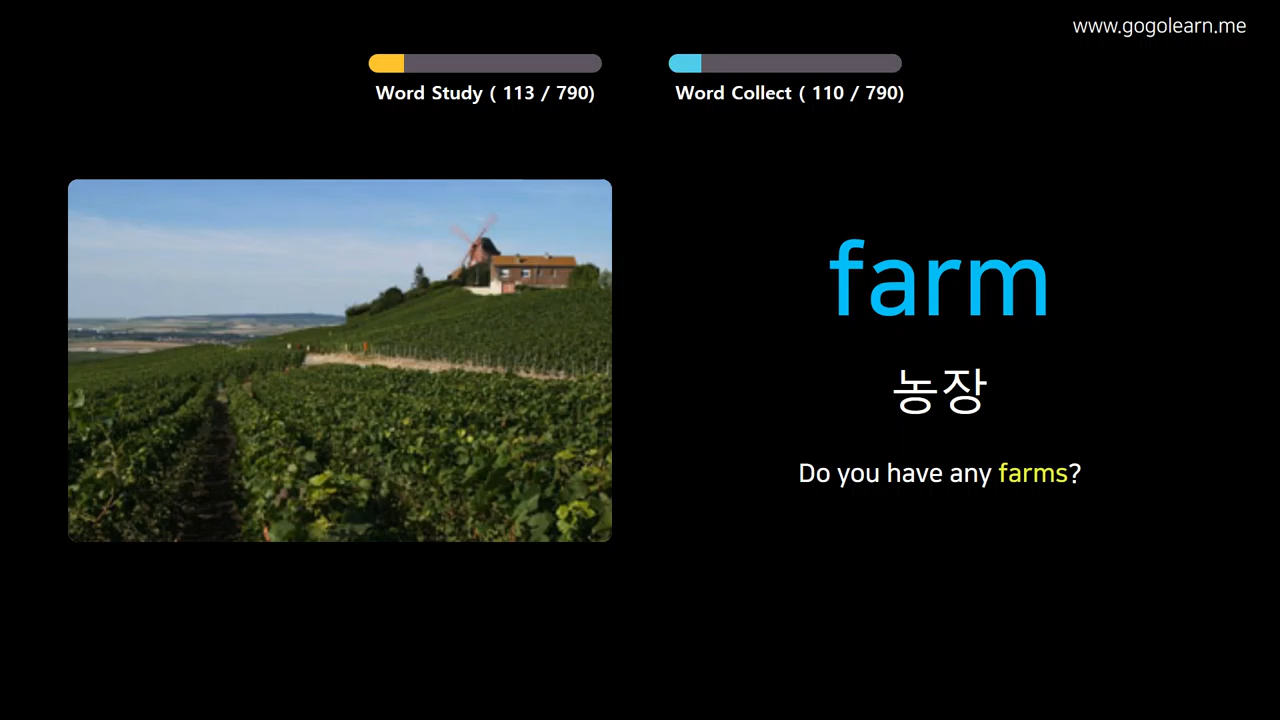 www.gogolearn.me
Word Study ( 113 / 790)
Word Collect ( 110 / 790)
farm
농장
Do you have any farms?